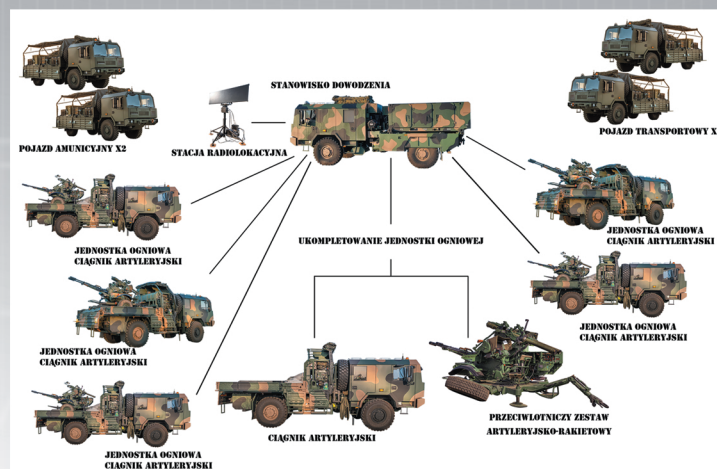 STANOWISKO DOWODZENIA
POJAZD AMUNICYJNY X2
STACJA RADIOLOKACYJNA
POJAZD TRANSPORTOWY X
JEDNOSTKA OGNIOWA
CIĄGNIK ARTYLERYJSKI
UKOMPLETOWANIE JEDNOSTKI OGNIOWEJ
JEDNOSTKA OGNIOWA
CIĄGNIK ARTYLERYJSKI
JEDNOSTKA OGNIOWA
CIĄGNIK ARTYLERYJSKI
JEDNOSTKA OGNIOWA
CIĄGNIK ARTYLERYJSKI
JEDNOSTKA OGNIOWA
CIĄGNIK ARTYLERYJSKI
CIĄGNIK ARTYLERYJSKI
PRZECIWLOTNICZY ZESTAW
ARTYLERYJSKO-RAKIETOWY